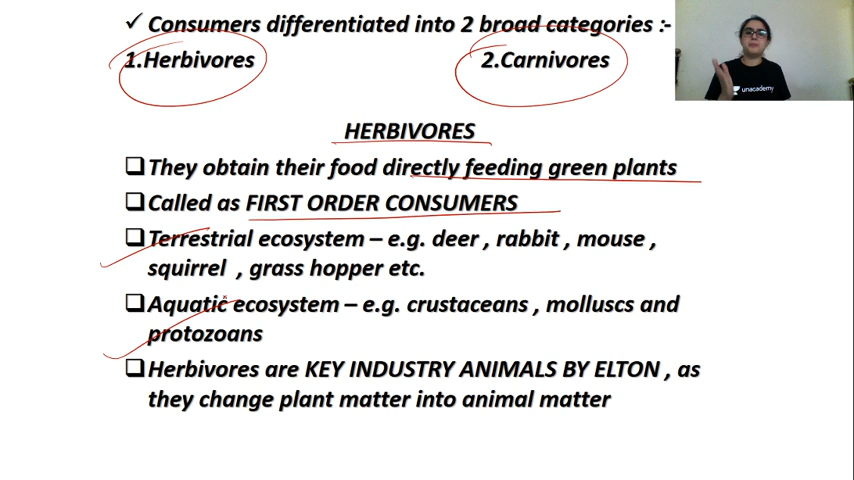 ✓ Consumers differentiated into 2 broad categories :-
1.Herbivores 2.Carnivores
unacademy
HERBIVORES
❑They obtain their food directly feeding green plants
❑Called as FIRST ORDER CONSUMERS
❑Terrestrial ecosystem – e.g. deer , rabbit , mouse ,
squirrel , grass hopper etc.
❑Aquatic ecosystem – e.g. crustaceans , molluscs and
protozoans
❑Herbivores are KEY INDUSTRY ANIMALS BY ELTON , as
they change plant matter into animal matter